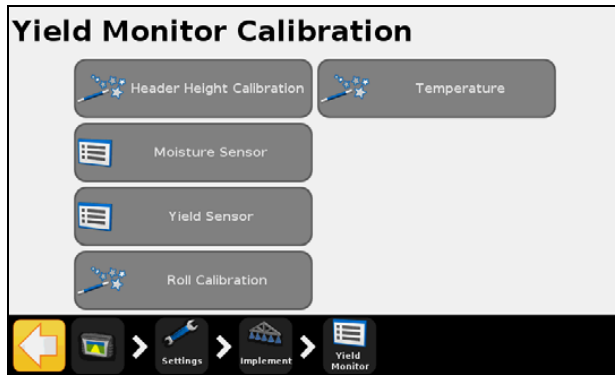 Yield Monitor Calibration
Header Height Calibration
Temperature
Moisture Sensor
Yield Sensor
Roll Calibration
Settings
Implement
Yield
Monitor